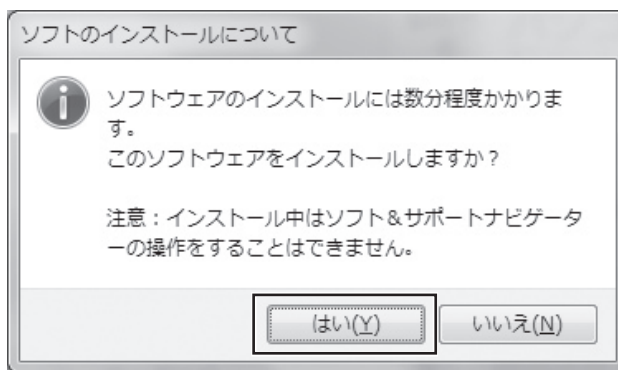 ソフトのインストールについて
ソフトウェアのインストールには数分程度かかりま
す。
このソフトウェアをインストールしますか？
注意：インストール中はソフト＆サポートナビゲータ
ーの操作をすることはできません。
はい(Y)
いいえ(N)